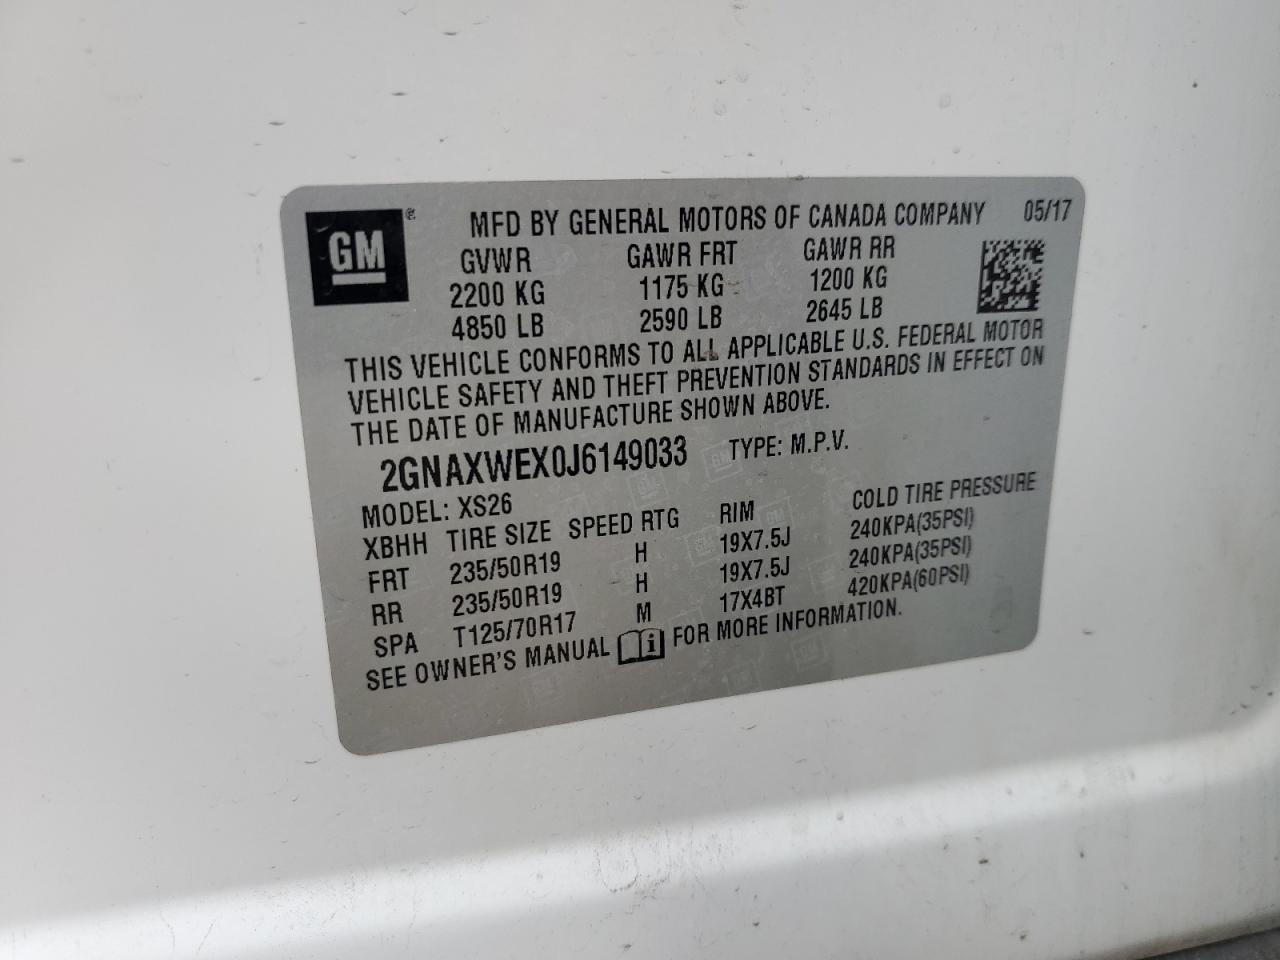 GM®
MFD BY GENERAL MOTORS OF CANADA COMPANY 05/17
GVWR GAWR FRT GAWR RR
2200 KG 1175 KG 1200 KG
4850 LB 2590 LB 2645 LB
THIS VEHICLE CONFORMS TO ALL APPLICABLE U.S. FEDERAL MOTOR
VEHICLE SAFETY AND THEFT PREVENTION STANDARDS IN EFFECT ON
THE DATE OF MANUFACTURE SHOWN ABOVE.
2GNAXWEX0J6149033 TYPE: M.P.V.
MODEL: XS26
XBHH TIRE SIZE SPEED RTG RIM COLD TIRE PRESSURE
FRT 235/50R19 H 19X7.5J 240KPA(35PSI)
RR 235/50R19 H 19X7.5J 240KPA(35PSI)
SPA T125/70R17 M 17X4BT 420KPA(60PSI)
SEE OWNER'S MANUAL i FOR MORE INFORMATION.